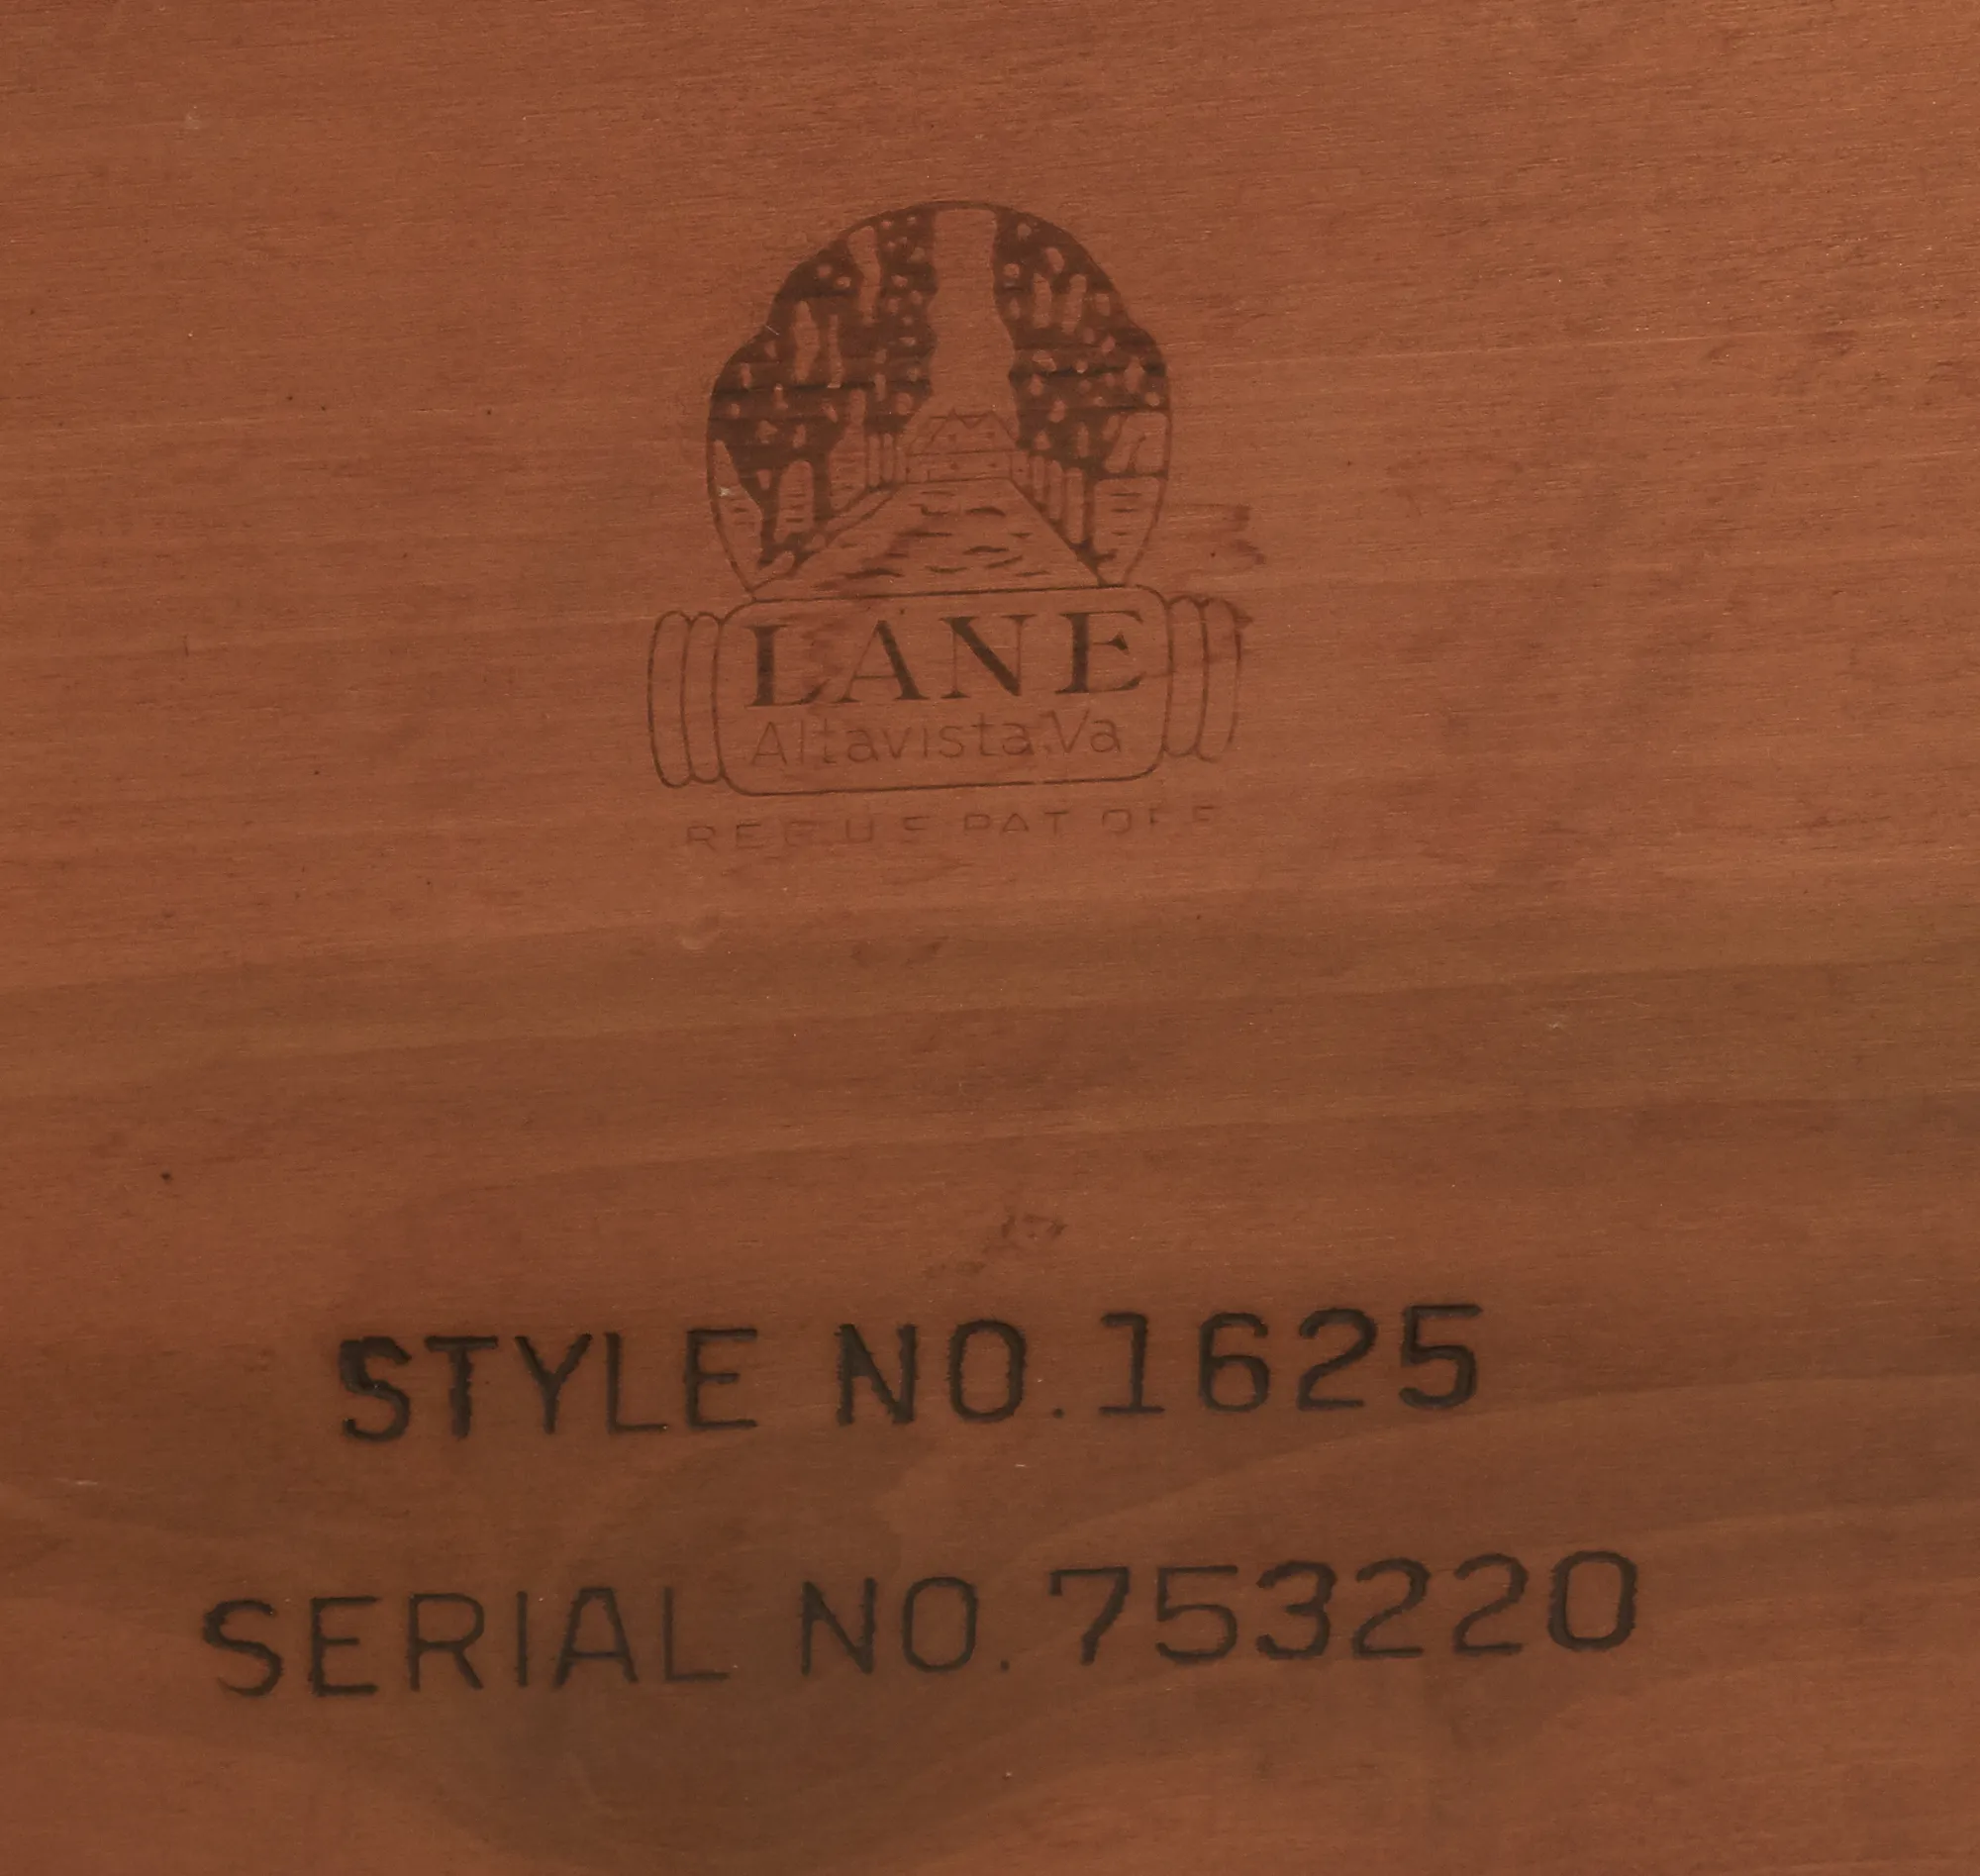 LANE
Altavista.Va
REG U S PAT OFF
STYLE NO.1625
SERIAL NO.753220